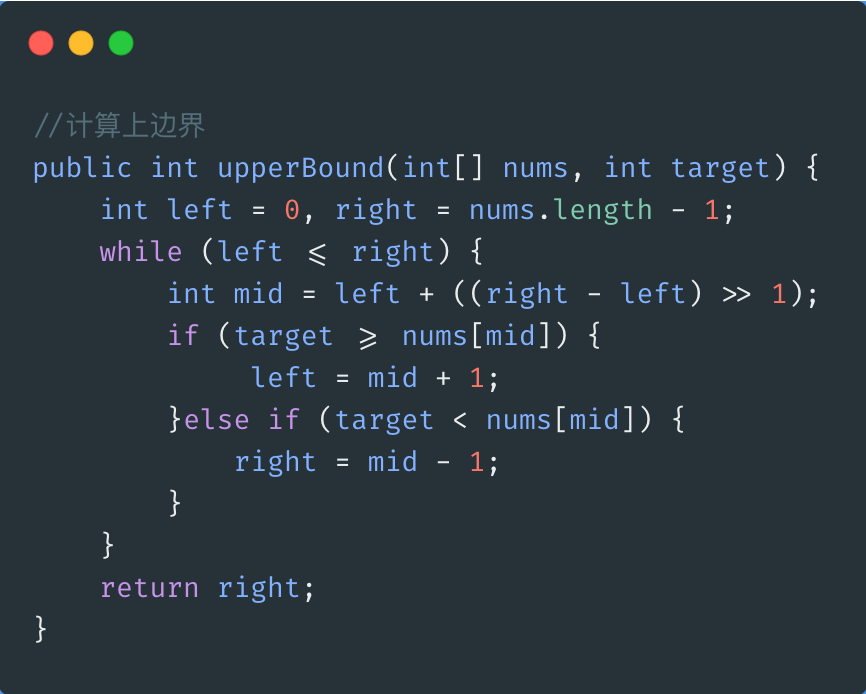 //计算上边界
public int upperBound(int[] nums, int target) {
    int left = 0, right = nums.length - 1;
    while (left <= right) {
        int mid = left + ((right - left) >> 1);
        if (target >= nums[mid]) {
             left = mid + 1;
        }else if (target < nums[mid]) {
            right = mid - 1;
        }
    }
    return right;
}